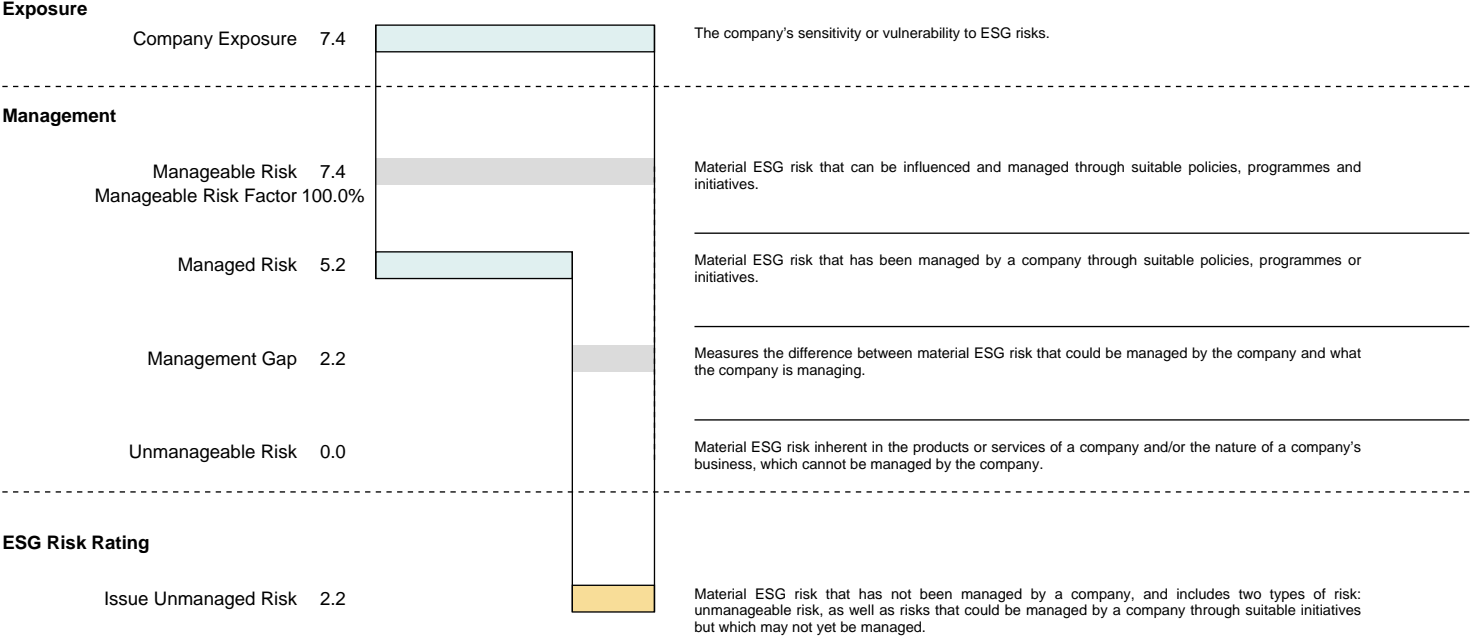 Exposure
Company Exposure 7.4
The company’s sensitivity or vulnerability to ESG risks.
Management
Manageable Risk 7.4
Manageable Risk Factor 100.0%
Material ESG risk that can be influenced and managed through suitable policies, programmes and
initiatives.
Managed Risk 5.2
Material ESG risk that has been managed by a company through suitable policies, programmes or
initiatives.
Management Gap 2.2
Measures the difference between material ESG risk that could be managed by the company and what
the company is managing.
Unmanageable Risk 0.0
Material ESG risk inherent in the products or services of a company and/or the nature of a company’s
business, which cannot be managed by the company.
ESG Risk Rating
Issue Unmanaged Risk 2.2
Material ESG risk that has not been managed by a company, and includes two types of risk:
unmanageable risk, as well as risks that could be managed by a company through suitable initiatives
but which may not yet be managed.